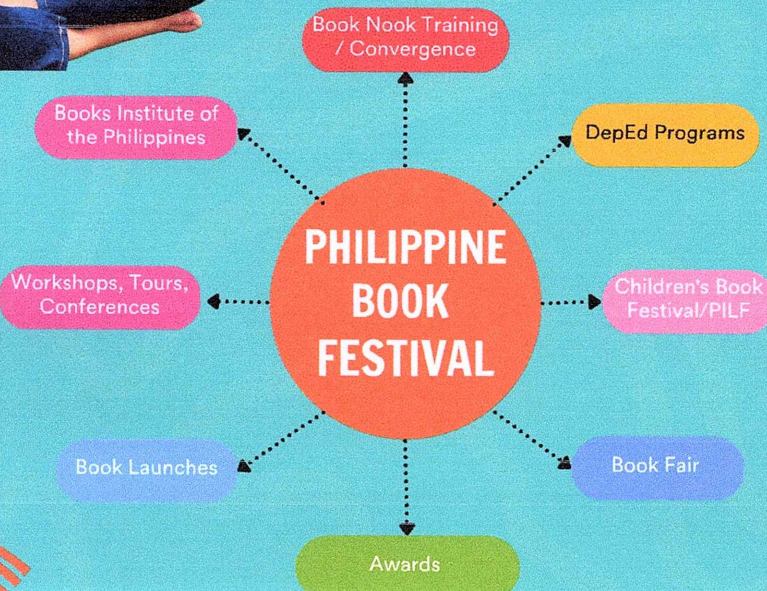 Book Nook Training
/ Convergence
Books Institute of
the Philippines
DepEd Programs
PHILIPPINE
BOOK
FESTIVAL
Workshops, Tours,
Conferences
Children's Book
Festival/PILF
Book Launches
Book Fair
Awards